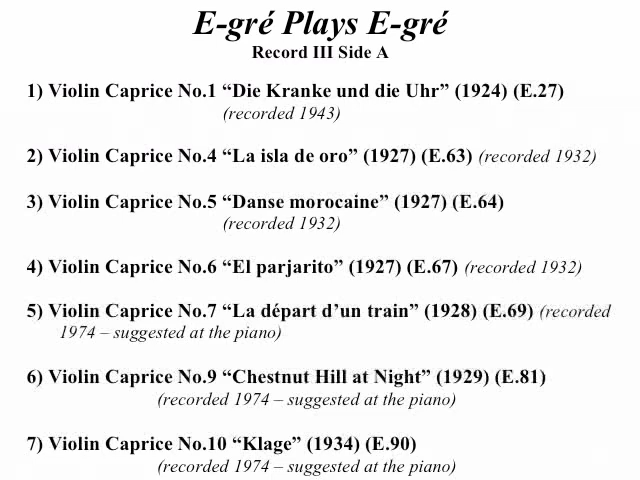 E-gré Plays E-gré
Record III Side A
1) Violin Caprice No.1 “Die Kranke und die Uhr” (1924) (E.27)
(recorded 1943)
2) Violin Caprice No.4 “La isla de oro” (1927) (E.63) (recorded 1932)
3) Violin Caprice No.5 “Danse morocaine” (1927) (E.64)
(recorded 1932)
4) Violin Caprice No.6 “El parjarito” (1927) (E.67) (recorded 1932)
5) Violin Caprice No.7 “La départ d’un train” (1928) (E.69) (recorded
1974 – suggested at the piano)
6) Violin Caprice No.9 “Chestnut Hill at Night” (1929) (E.81)
(recorded 1974 – suggested at the piano)
7) Violin Caprice No.10 “Klage” (1934) (E.90)
(recorded 1974 – suggested at the piano)